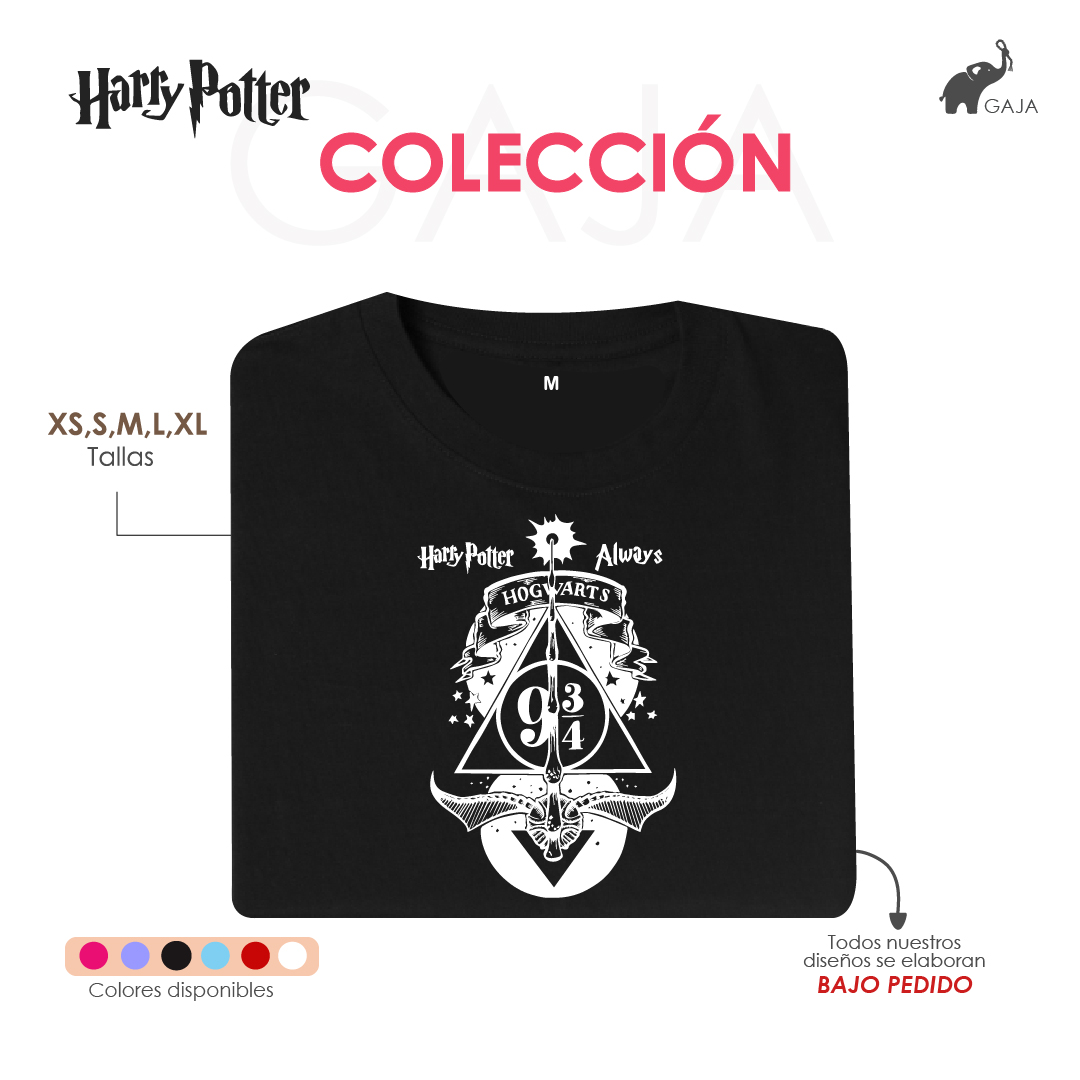 Harry Potter
GAJA
GAJA
COLECCIÓN
M
XS,S,M,L,XL
Tallas
Harry Potter
Always
HOGWARTS
9 3/4
Colores disponibles
Todos nuestros
diseños se elaboran
BAJO PEDIDO